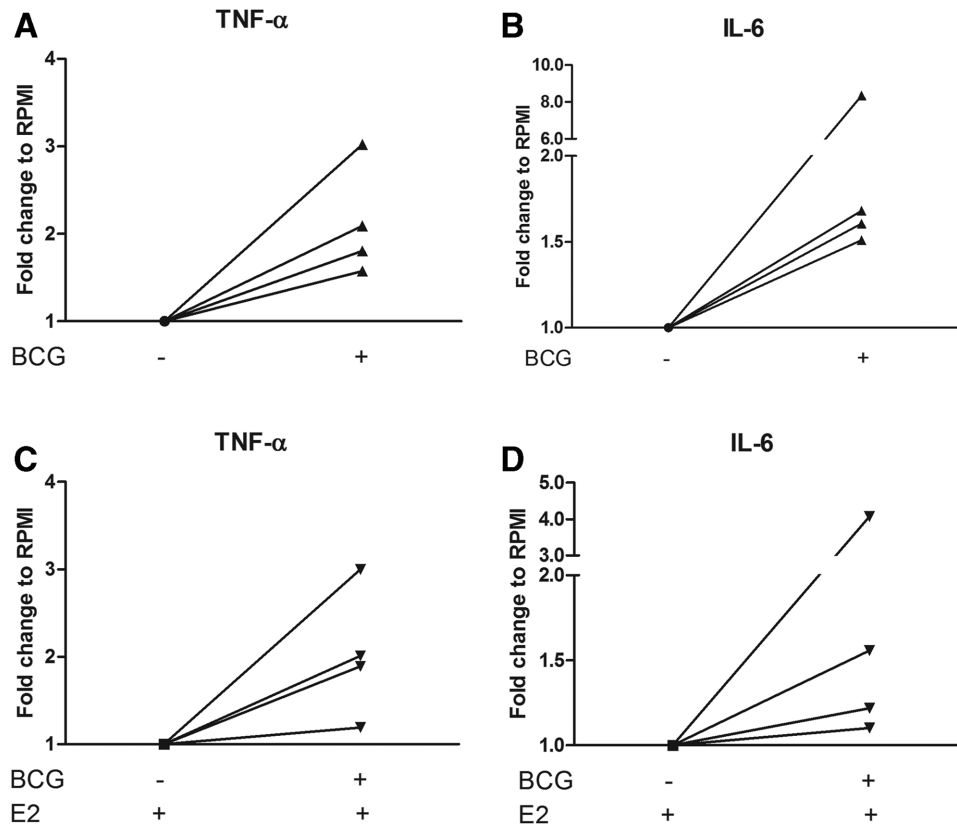 A
TNF-α
Fold change to RPMI
4
3
2
1
BCG - +
B
IL-6
Fold change to RPMI
10.0
8.0
6.0
2.0
1.5
1.0
BCG - +
C
TNF-α
Fold change to RPMI
4
3
2
1
BCG - +
E2 + +
D
IL-6
Fold change to RPMI
5.0
4.0
3.0
2.0
1.5
1.0
BCG - +
E2 + +